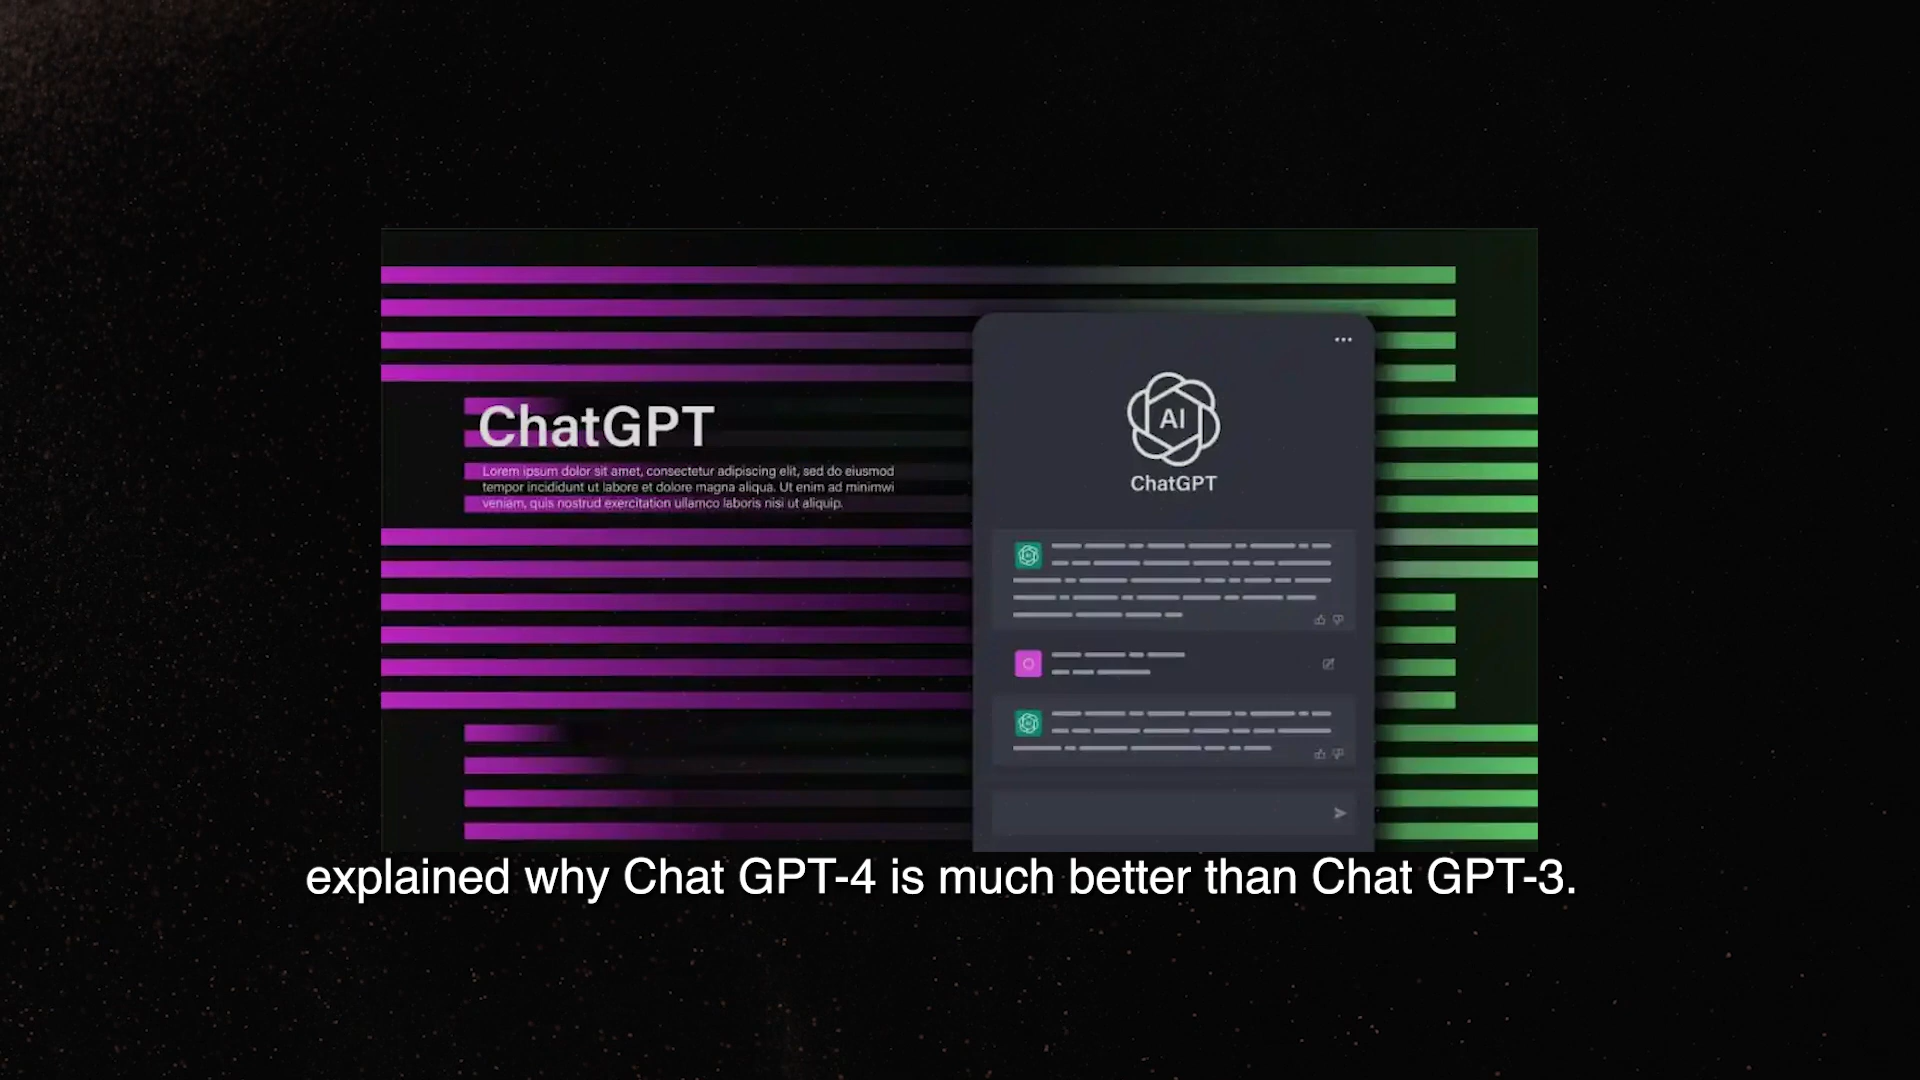 ChatGPT
Lorem ipsum dolor sit amet, consectetur adipiscing elit, sed do eiusmod
tempor incididunt ut labore et dolore magna aliqua. Ut enim ad minimwi
veniam, quis nostrud exercitation ullamco laboris nisi ut aliquip.
AI
ChatGPT
explained why Chat GPT-4 is much better than Chat GPT-3.